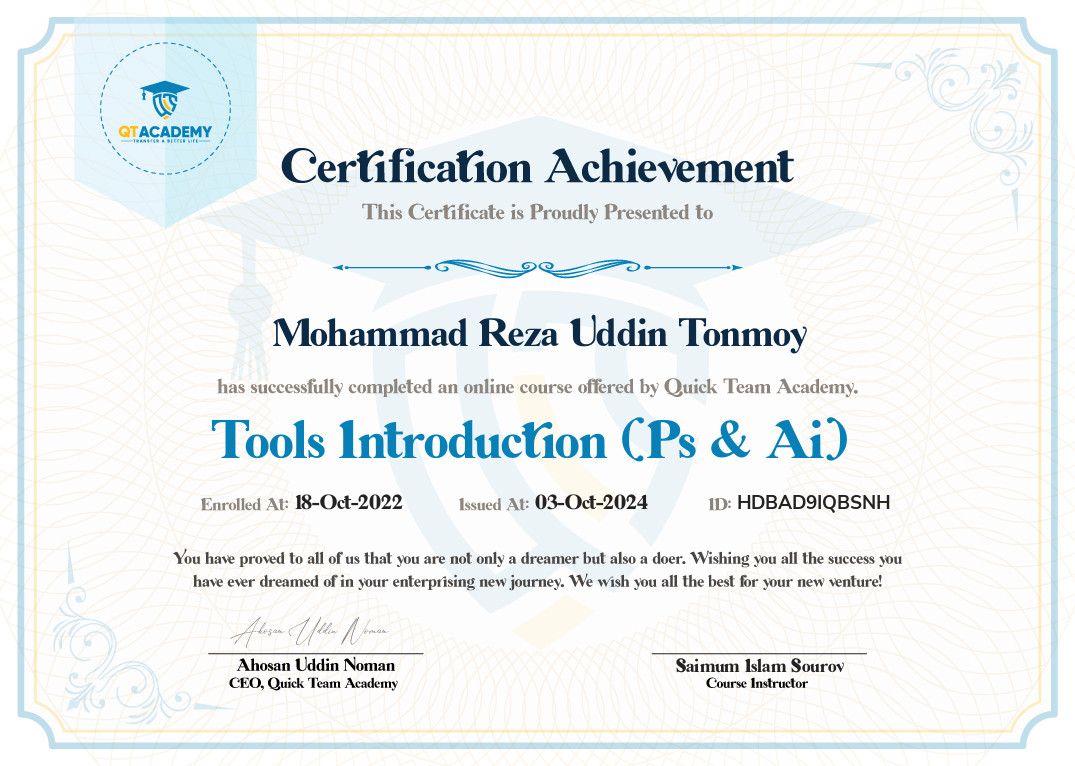 QTACADEMY
TRANSFER A BETTER LIFE
Certification Achievement
This Certificate is Proudly Presented to
Mohammad Reza Uddin Tonmoy
has successfully completed an online course offered by Quick Team Academy.
Tools Introduction (Ps & Ai)
Enrolled At: 18-Oct-2022 Issued At: 03-Oct-2024 ID: HDBAD9IQBSNH
You have proved to all of us that you are not only a dreamer but also a doer. Wishing you all the success you
have ever dreamed of in your enterprising new journey. We wish you all the best for your new venture!
Ahosan Uddin Noman
Ahosan Uddin Noman
CEO, Quick Team Academy
Saimum Islam Sourov
Course Instructor